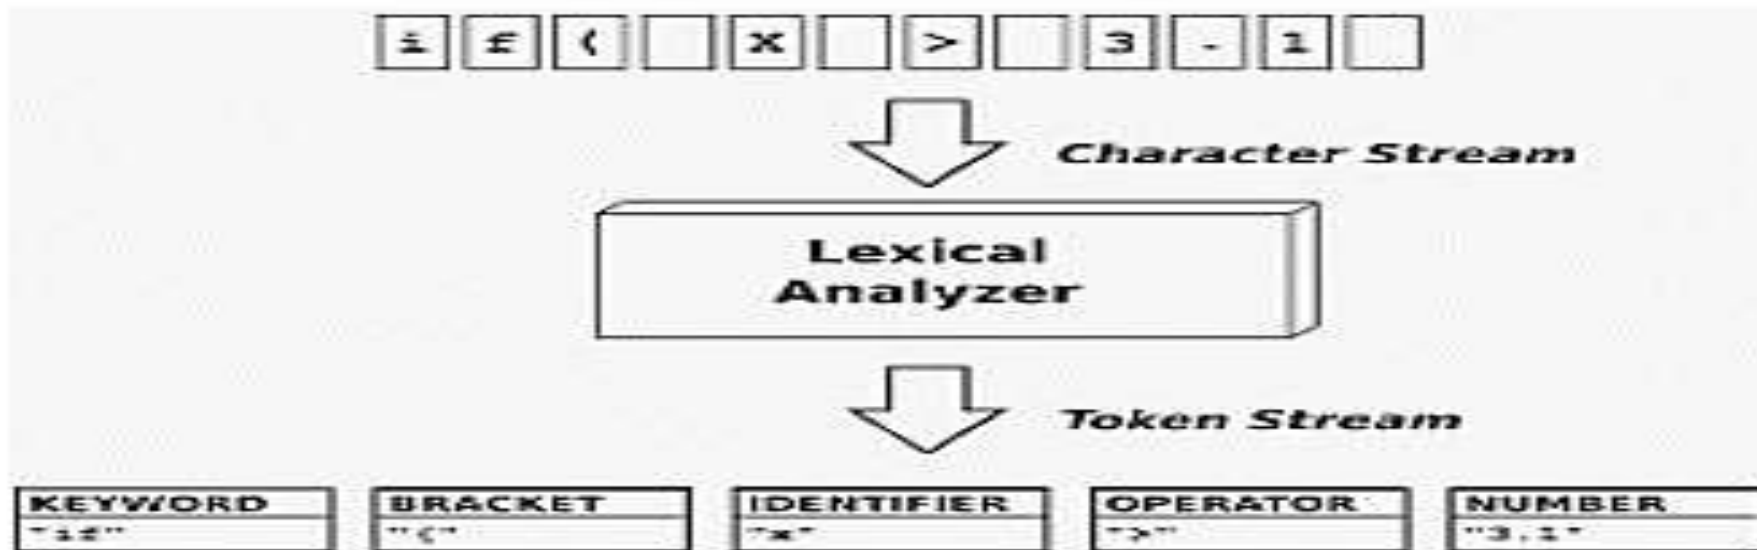 i f ( x > 3 . 1
Character Stream
Lexical
Analyzer
Token Stream
KEYWORD BRACKET IDENTIFIER OPERATOR NUMBER
"if" "(" "x" ">" "3.1"